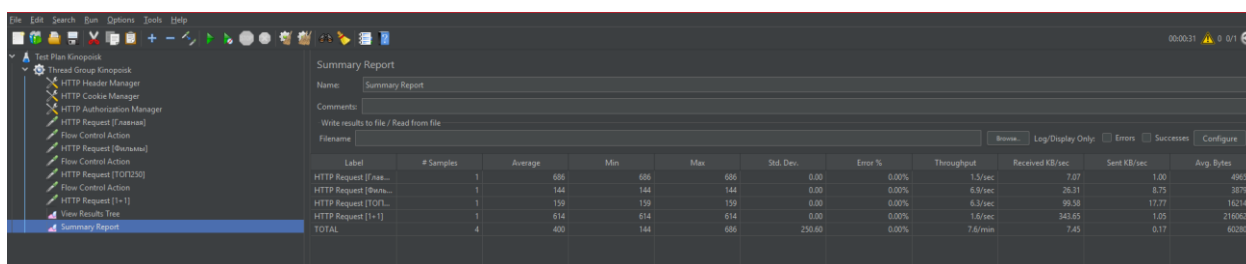 File Edit Search Run Options Tools Help
00:00:31 0 0/1
Test Plan Kinopoisk
Thread Group Kinopoisk
HTTP Header Manager
HTTP Cookie Manager
HTTP Authorization Manager
HTTP Request [Главная]
Flow Control Action
HTTP Request [Фильмы]
Flow Control Action
HTTP Request [ТОП250]
Flow Control Action
HTTP Request [1+1]
View Results Tree
Summary Report
Summary Report
Name: Summary Report
Comments:
Write results to file / Read from file
Filename Browse... Log/Display Only: Errors Successes Configure
Label # Samples Average Min Max Std. Dev. Error % Throughput Received KB/sec Sent KB/sec Avg. Bytes
HTTP Request [Глав... 1 686 686 686 0.00 0.00% 1.5/sec 7.07 1.00 4965
HTTP Request [Филь... 1 144 144 144 0.00 0.00% 6.9/sec 26.31 8.75 3879
HTTP Request [ТОП... 1 159 159 159 0.00 0.00% 6.3/sec 99.58 17.77 16214
HTTP Request [1+1] 1 614 614 614 0.00 0.00% 1.6/sec 343.65 1.05 216062
TOTAL 4 400 144 686 250.60 0.00% 7.6/min 7.45 0.17 60280